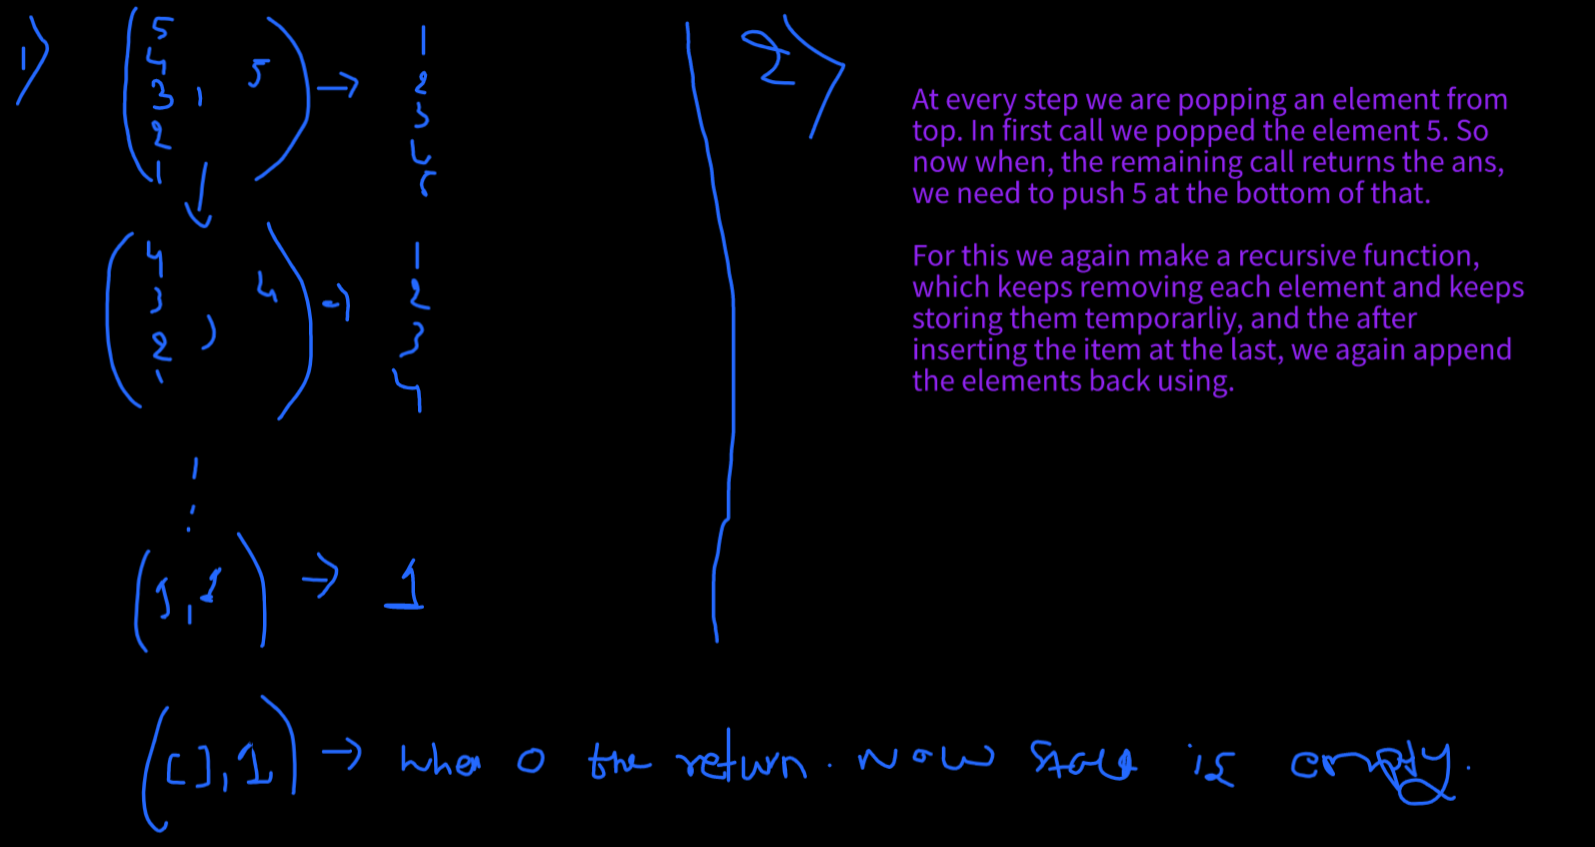 1)
5
4
3 , 5 →
2
1
1
2
3
4
5
4
3 , 4 →
2
1
1
2
3
4
(1, 1) → 1
([], 1) → when 0 the return. Now is empty.
2)
At every step we are popping an element from
top. In first call we popped the element 5. So
now when, the remaining call returns the ans,
we need to push 5 at the bottom of that.
For this we again make a recursive function,
which keeps removing each element and keeps
storing them temporarliy, and the after
inserting the item at the last, we again append
the elements back using.